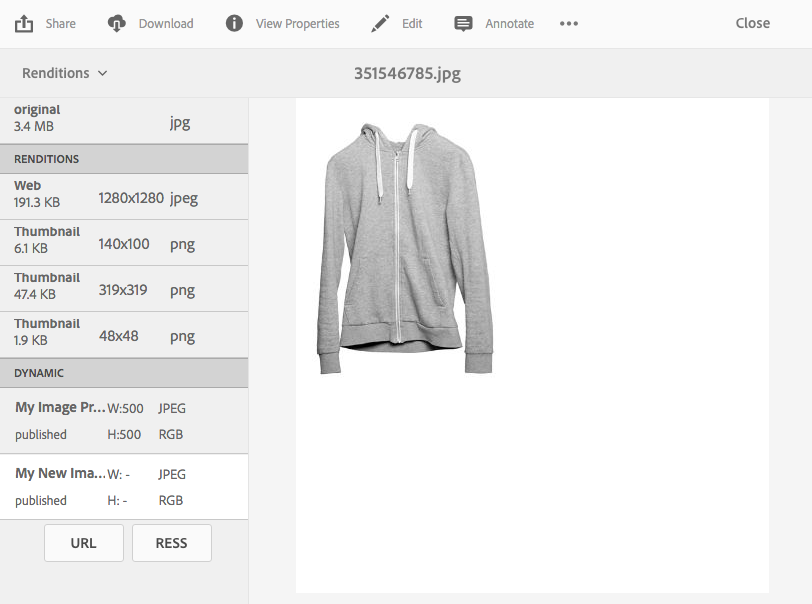 Share Download View Properties Edit Annotate ••• Close
Renditions 351546785.jpg
original
3.4 MB jpg
RENDITIONS
Web
191.3 KB 1280x1280 jpeg
Thumbnail
6.1 KB 140x100 png
Thumbnail
47.4 KB 319x319 png
Thumbnail
1.9 KB 48x48 png
DYNAMIC
My Image Pr... W:500 JPEG
published H:500 RGB
My New Ima... W: - JPEG
published H: - RGB
URL RESS